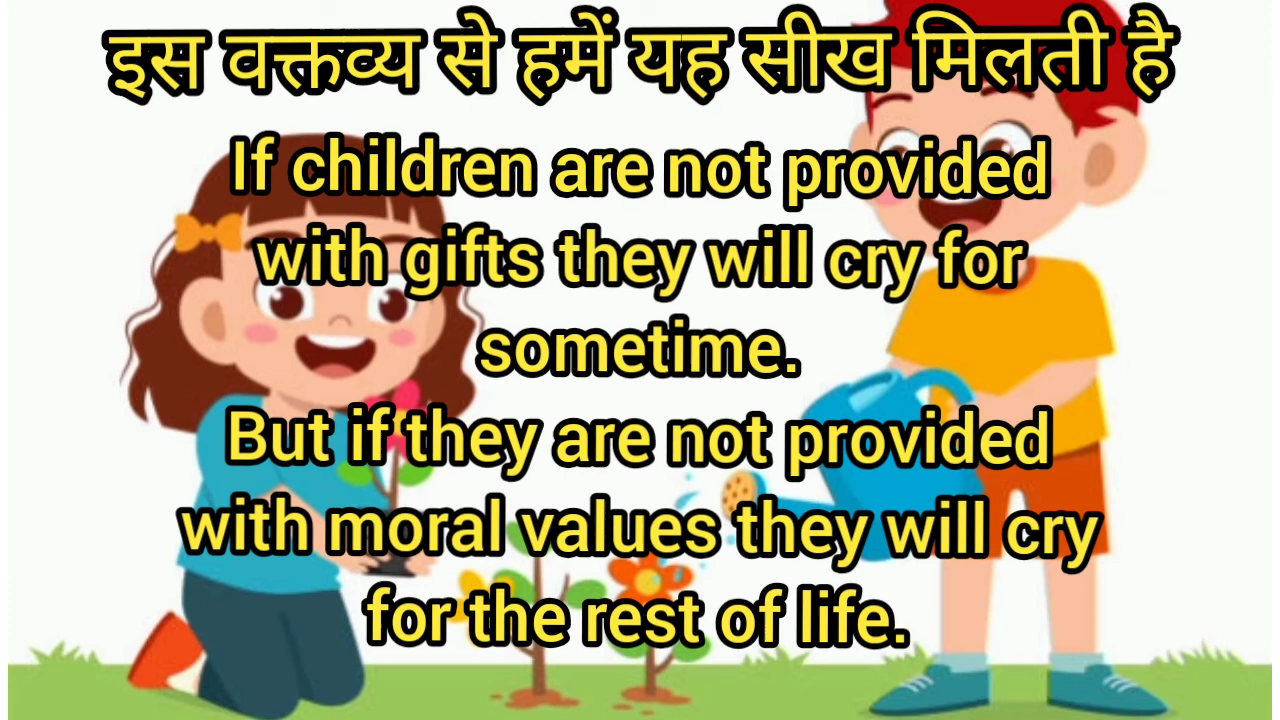 इस वक्तव्य से हमें यह सीख मिलती है
If children are not provided
with gifts they will cry for
sometime.
But if they are not provided
with moral values they will cry
for the rest of life.